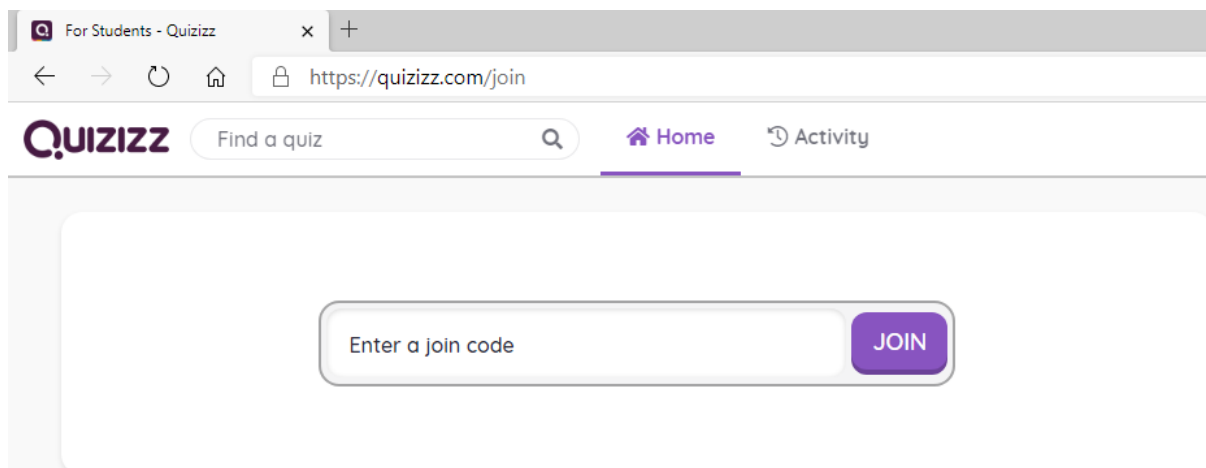 For Students - Quizizz
https://quizizz.com/join
QUIZIZZ Find a quiz Home Activity
Enter a join code JOIN